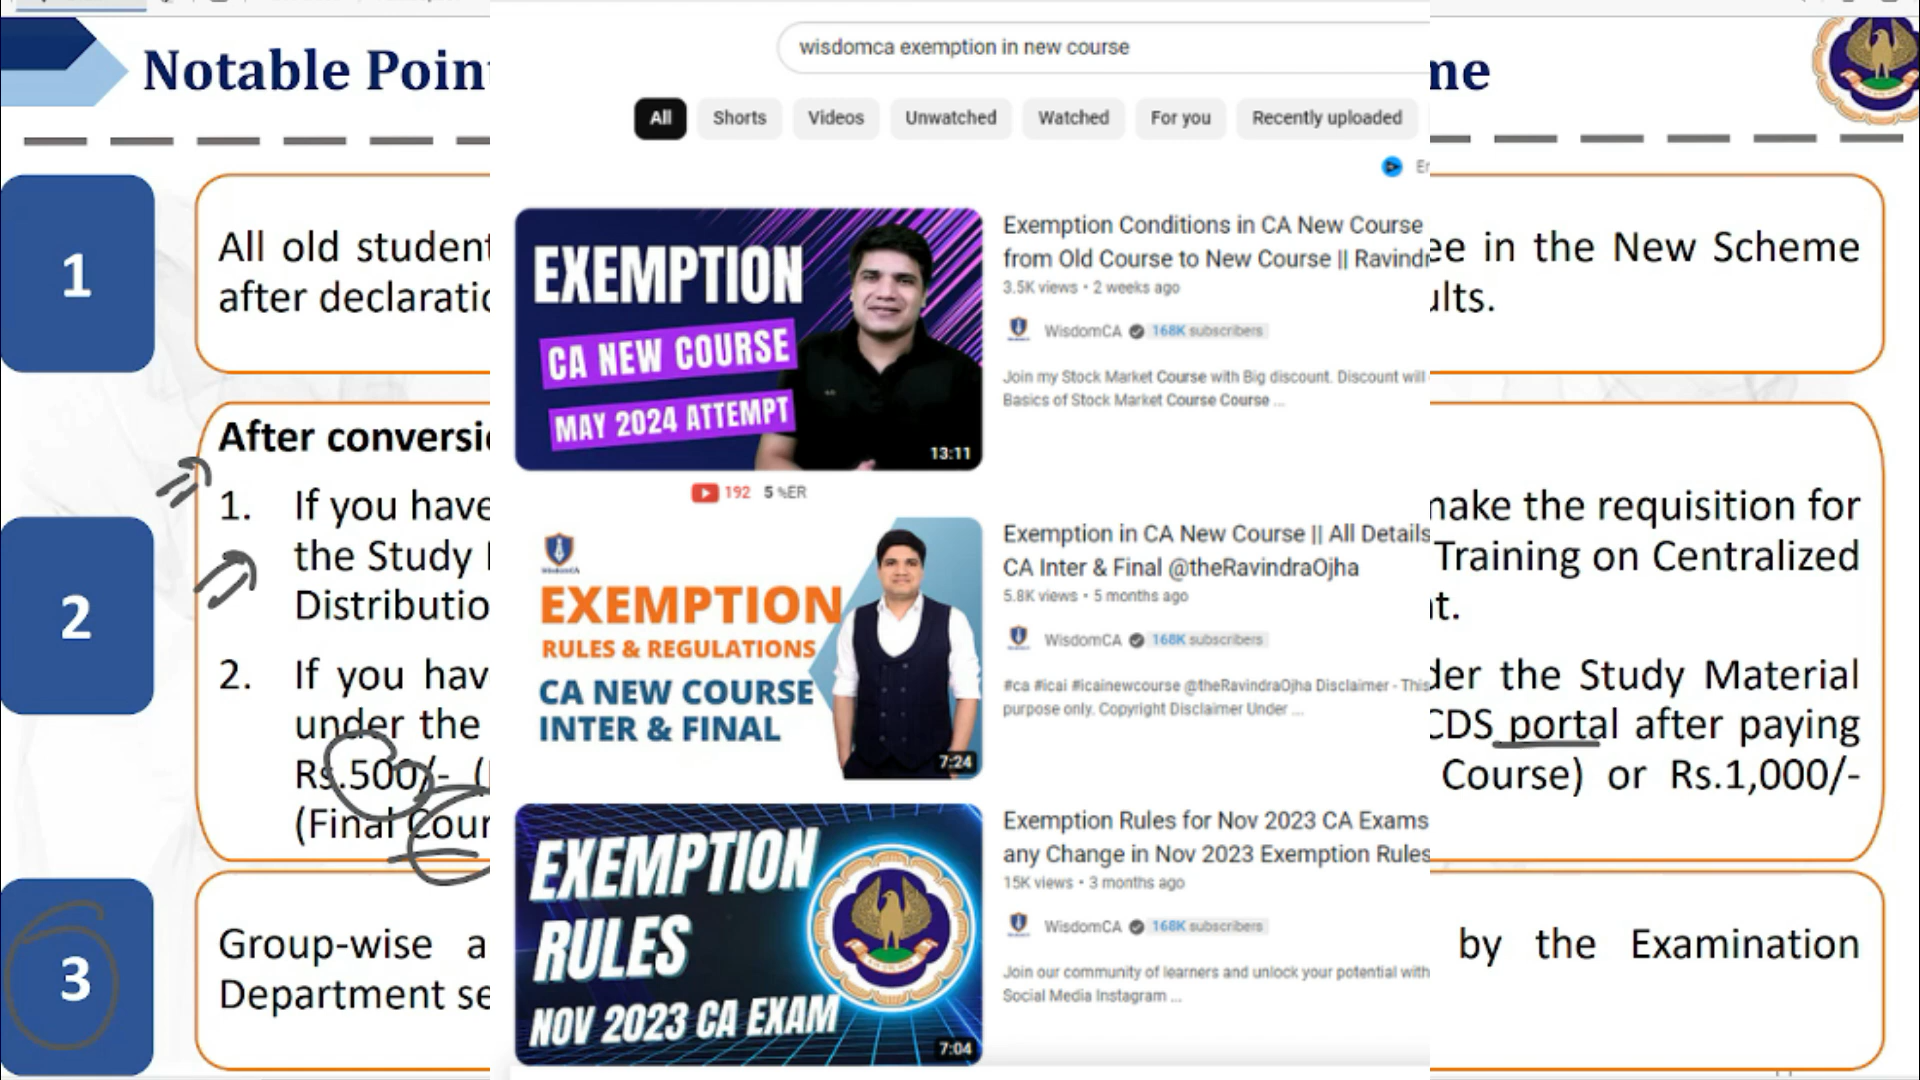 Notable Poin
me
1
All old student
after declaratio
ee in the New Scheme
ults.
2
After conversi
1. If you have
the Study
Distributio
make the requisition for
Training on Centralized
t.
2. If you hav
under the
Rs.500/- (
(Final Cour
der the Study Material
CDS portal after paying
Course) or Rs.1,000/-
3
Group-wise a
Department se
by the Examination
wisdomca exemption in new course
All Shorts Videos Unwatched Watched For you Recently uploaded
EXEMPTION
CA NEW COURSE
MAY 2024 ATTEMPT
13:11
192 5 %ER
Exemption Conditions in CA New Course
from Old Course to New Course || Ravindr
3.5K views • 2 weeks ago
WisdomCA 168K subscribers
Join my Stock Market Course with Big discount. Discount will
Basics of Stock Market Course Course ...
WisdomCA
EXEMPTION
RULES & REGULATIONS
CA NEW COURSE
INTER & FINAL
7:24
Exemption in CA New Course || All Details
CA Inter & Final @theRavindraOjha
5.8K views • 5 months ago
WisdomCA 168K subscribers
#ca #icai #icainewcourse @theRavindraOjha Disclaimer - This
purpose only. Copyright Disclaimer Under ...
EXEMPTION
RULES
NOV 2023 CA EXAM
7:04
Exemption Rules for Nov 2023 CA Exams
any Change in Nov 2023 Exemption Rules
15K views • 3 months ago
WisdomCA 168K subscribers
Join our community of learners and unlock your potential with
Social Media Instagram ...